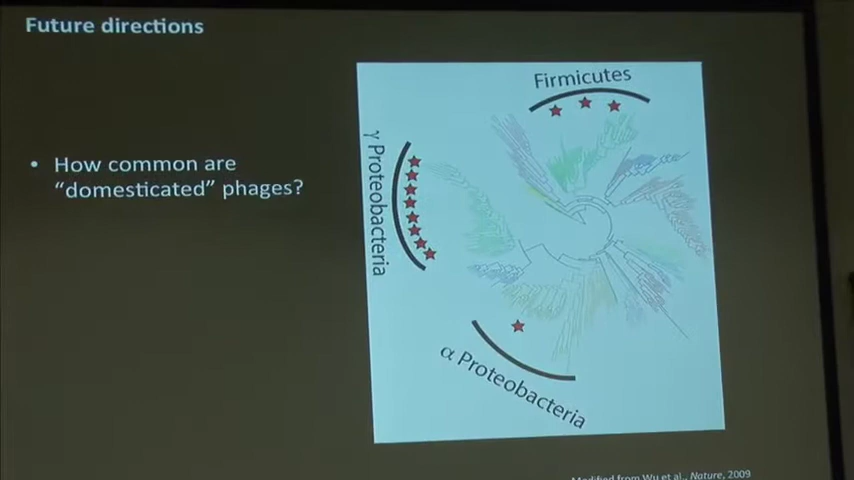 Future directions
• How common are
"domesticated" phages?
Firmicutes
γ Proteobacteria
α Proteobacteria
Modified from Wu et al., Nature, 2009